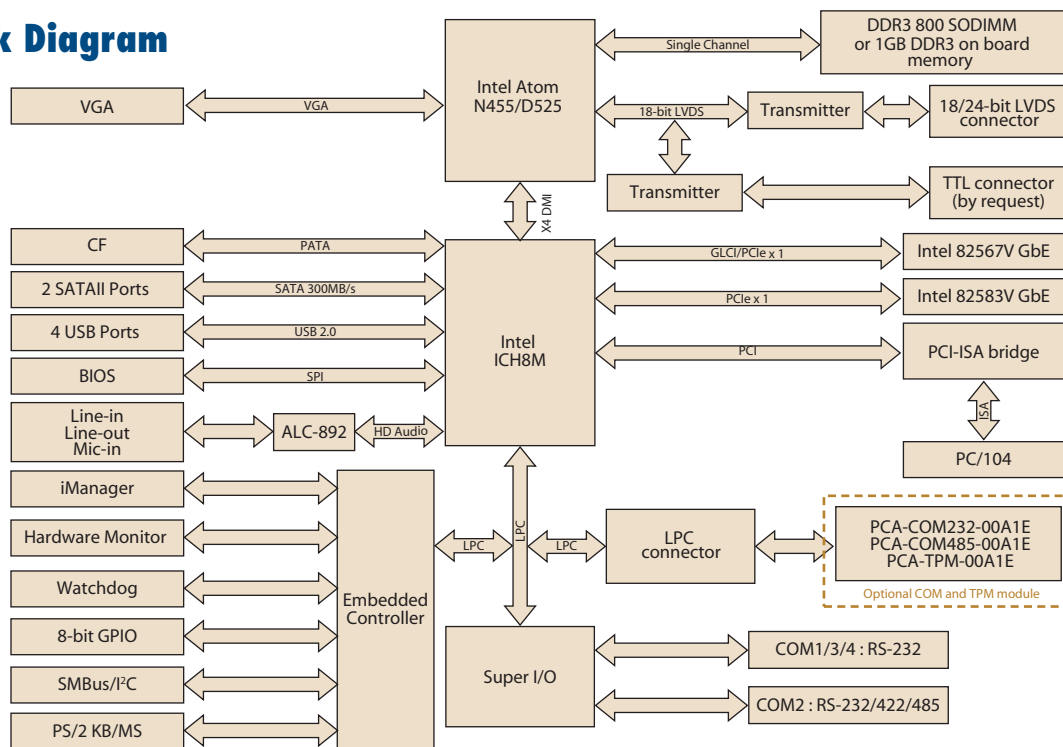 k Diagram
DDR3 800 SODIMM
or 1GB DDR3 on board
memory
Single Channel
Intel Atom
N455/D525
VGA
VGA
18-bit LVDS
Transmitter
18/24-bit LVDS
connector
Transmitter
TTL connector
(by request)
X4 DMI
CF
PATA
GLCI/PCIe x 1
Intel 82567V GbE
2 SATAII Ports
SATA 300MB/s
PCIe x 1
Intel 82583V GbE
4 USB Ports
USB 2.0
Intel
ICH8M
PCI
PCI-ISA bridge
BIOS
SPI
ISA
Line-in
Line-out
Mic-in
ALC-892
HD Audio
PC/104
iManager
Hardware Monitor
LPC
LPC
LPC
LPC
connector
PCA-COM232-00A1E
PCA-COM485-00A1E
PCA-TPM-00A1E
Optional COM and TPM module
Watchdog
Embedded
Controller
8-bit GPIO
SMBus/I²C
PS/2 KB/MS
Super I/O
COM1/3/4 : RS-232
COM2 : RS-232/422/485